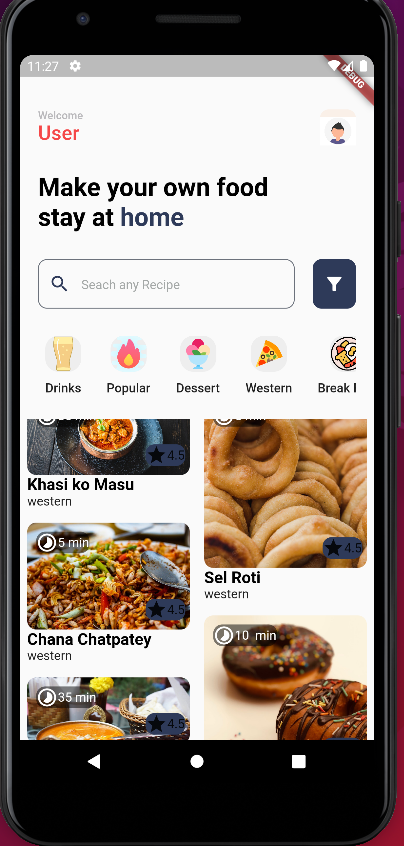 11:27
DEBUG
Welcome
User
Make your own food
stay at home
Seach any Recipe
Drinks
Popular
Dessert
Western
Break
4.5
Khasi ko Masu
western
5 min
4.5
Chana Chatpatey
western
35 min
4.5
4.5
Sel Roti
western
10 min